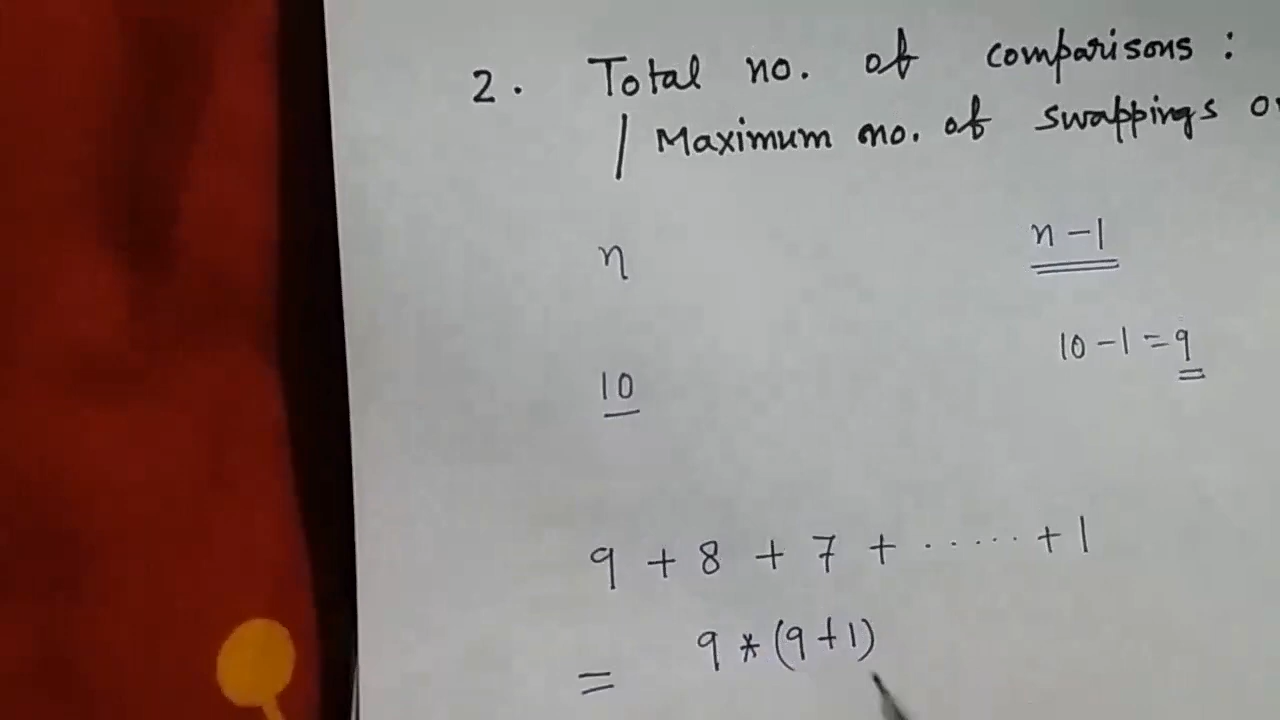 2. Total no. of comparisons :
/ Maximum no. of swappings
n n-1
10 10-1=9
9 + 8 + 7 + ..... + 1
= 9*(9+1)